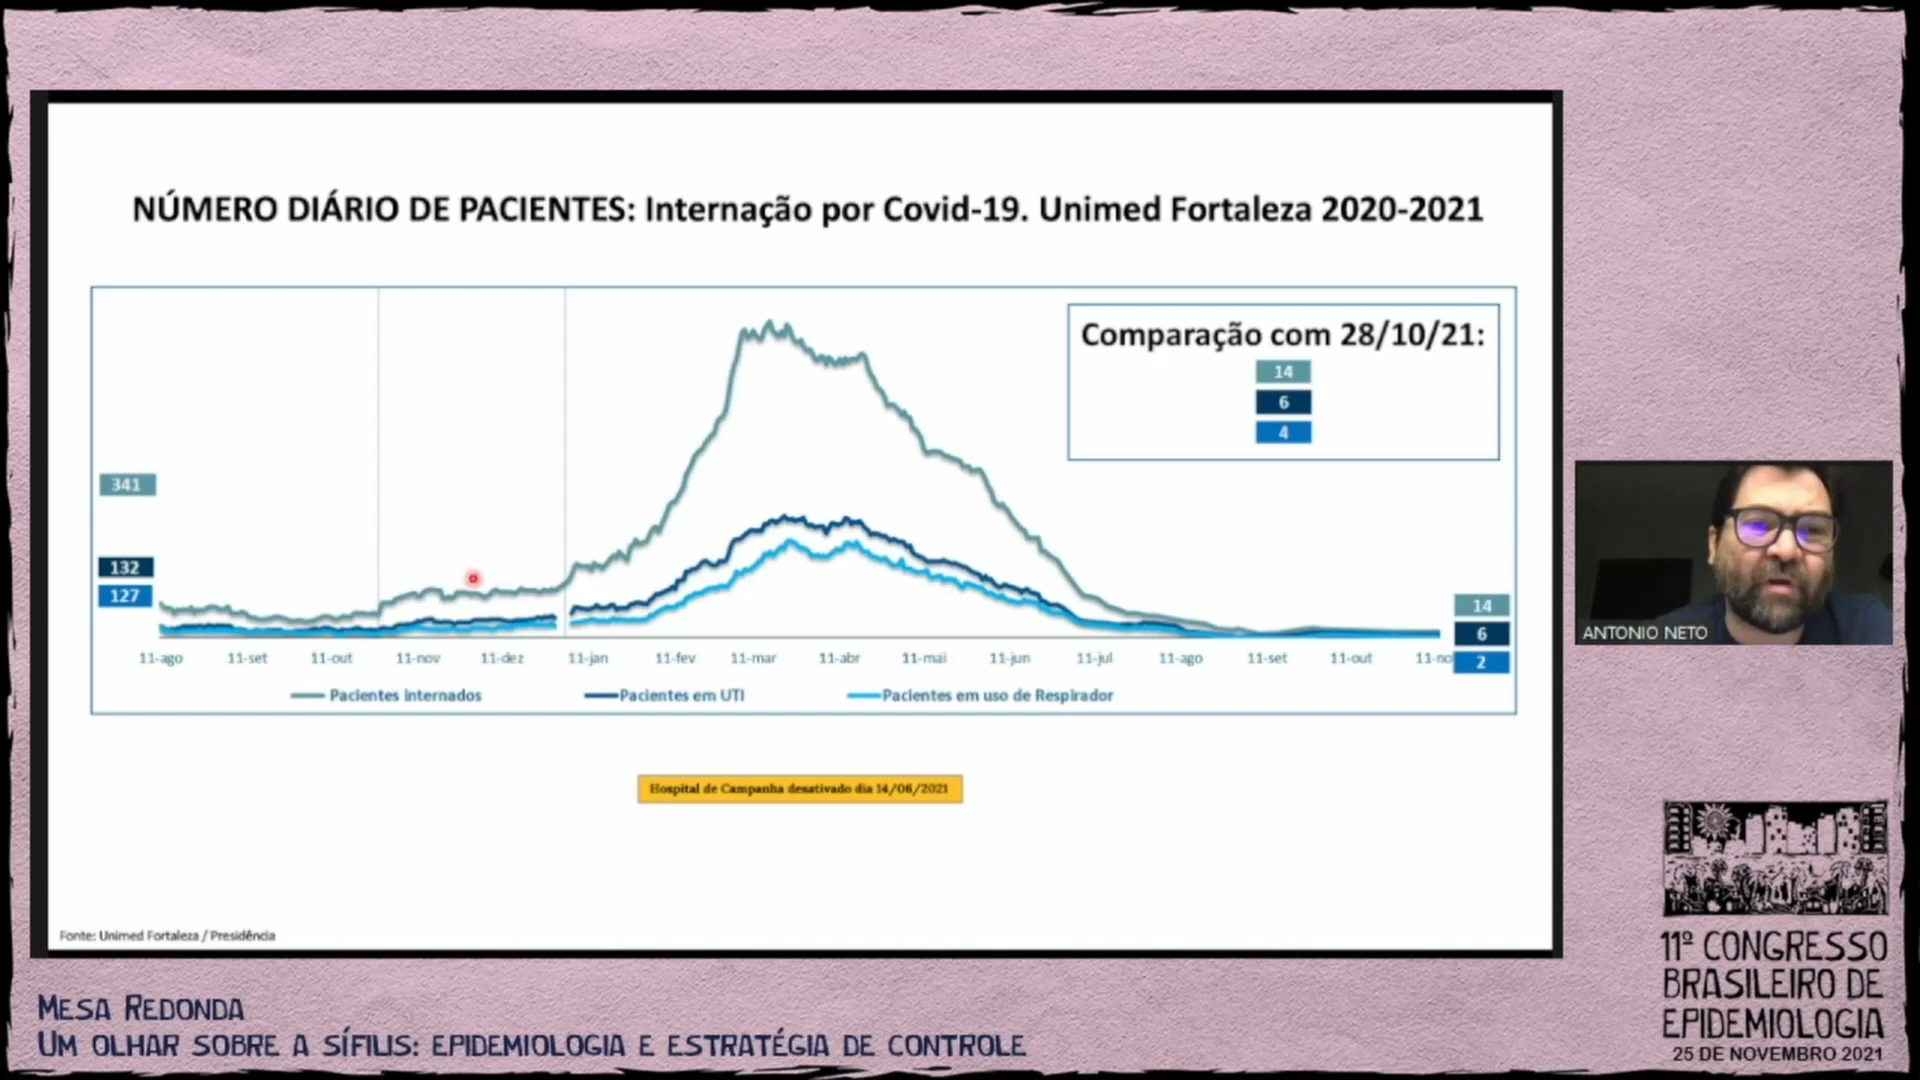 NÚMERO DIÁRIO DE PACIENTES: Internação por Covid-19. Unimed Fortaleza 2020-2021
Comparação com 28/10/21:
14
6
4
341
132
127
14
6
2
11-ago 11-set 11-out 11-nov 11-dez 11-jan 11-fev 11-mar 11-abr 11-mai 11-jun 11-jul 11-ago 11-set 11-out 11-no
Pacientes Internados Pacientes em UTI Pacientes em uso de Respirador
Hospital de Campanha desativado dia 14/06/2021
Fonte: Unimed Fortaleza / Presidência
ANTONIO NETO
MESA REDONDA
UM OLHAR SOBRE A SÍFILIS: EPIDEMIOLOGIA E ESTRATÉGIA DE CONTROLE
11º CONGRESSO
BRASILEIRO DE
EPIDEMIOLOGIA
25 DE NOVEMBRO 2021